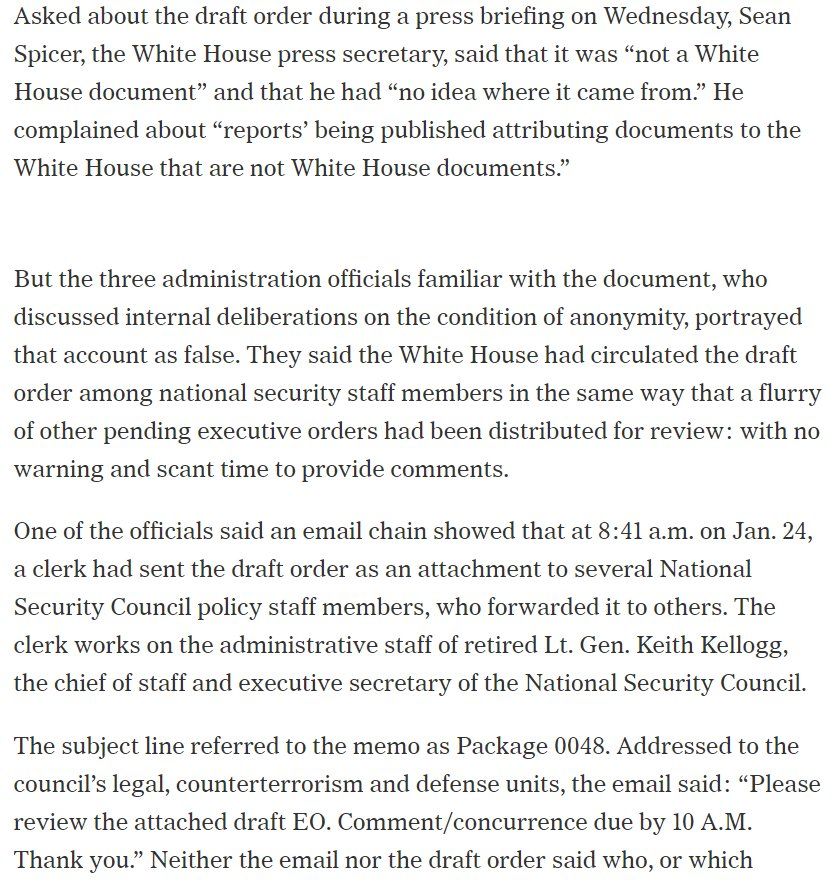 Asked about the draft order during a press briefing on Wednesday, Sean
Spicer, the White House press secretary, said that it was “not a White
House document” and that he had “no idea where it came from.” He
complained about “reports’ being published attributing documents to the
White House that are not White House documents.”
But the three administration officials familiar with the document, who
discussed internal deliberations on the condition of anonymity, portrayed
that account as false. They said the White House had circulated the draft
order among national security staff members in the same way that a flurry
of other pending executive orders had been distributed for review: with no
warning and scant time to provide comments.
One of the officials said an email chain showed that at 8:41 a.m. on Jan. 24,
a clerk had sent the draft order as an attachment to several National
Security Council policy staff members, who forwarded it to others. The
clerk works on the administrative staff of retired Lt. Gen. Keith Kellogg,
the chief of staff and executive secretary of the National Security Council.
The subject line referred to the memo as Package 0048. Addressed to the
council’s legal, counterterrorism and defense units, the email said: “Please
review the attached draft EO. Comment/concurrence due by 10 A.M.
Thank you.” Neither the email nor the draft order said who, or which